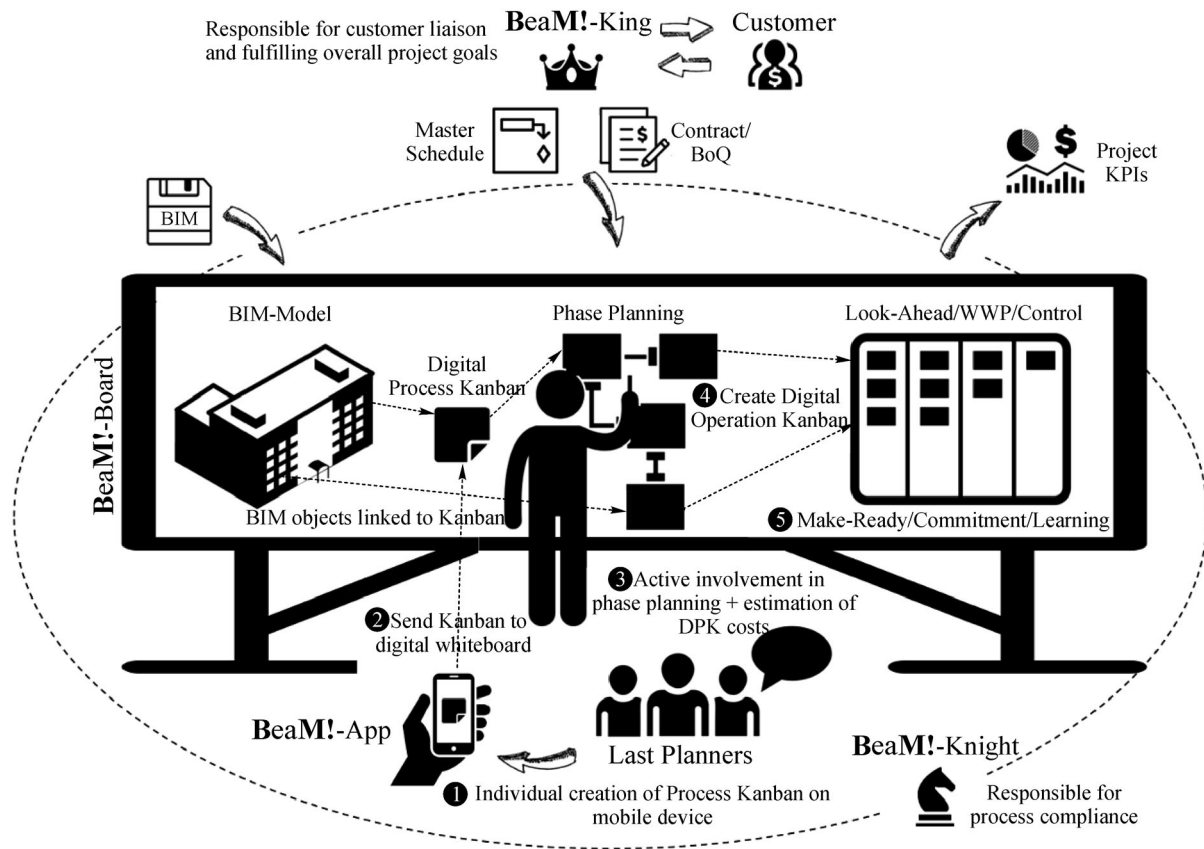 Responsible for customer liaison
and fulfilling overall project goals
BeaM!-King
Customer
Master
Schedule
$
Contract/
BoQ
$
Project
KPIs
BIM
BeaM!-Board
BIM-Model
Phase Planning
Look-Ahead/WWP/Control
Digital
Process Kanban
4 Create Digital
Operation Kanban
BIM objects linked to Kanban
5 Make-Ready/Commitment/Learning
3 Active involvement in
phase planning + estimation of
DPK costs
2 Send Kanban to
digital whiteboard
BeaM!-App
Last Planners
1 Individual creation of Process Kanban on
mobile device
BeaM!-Knight
Responsible for
process compliance
$